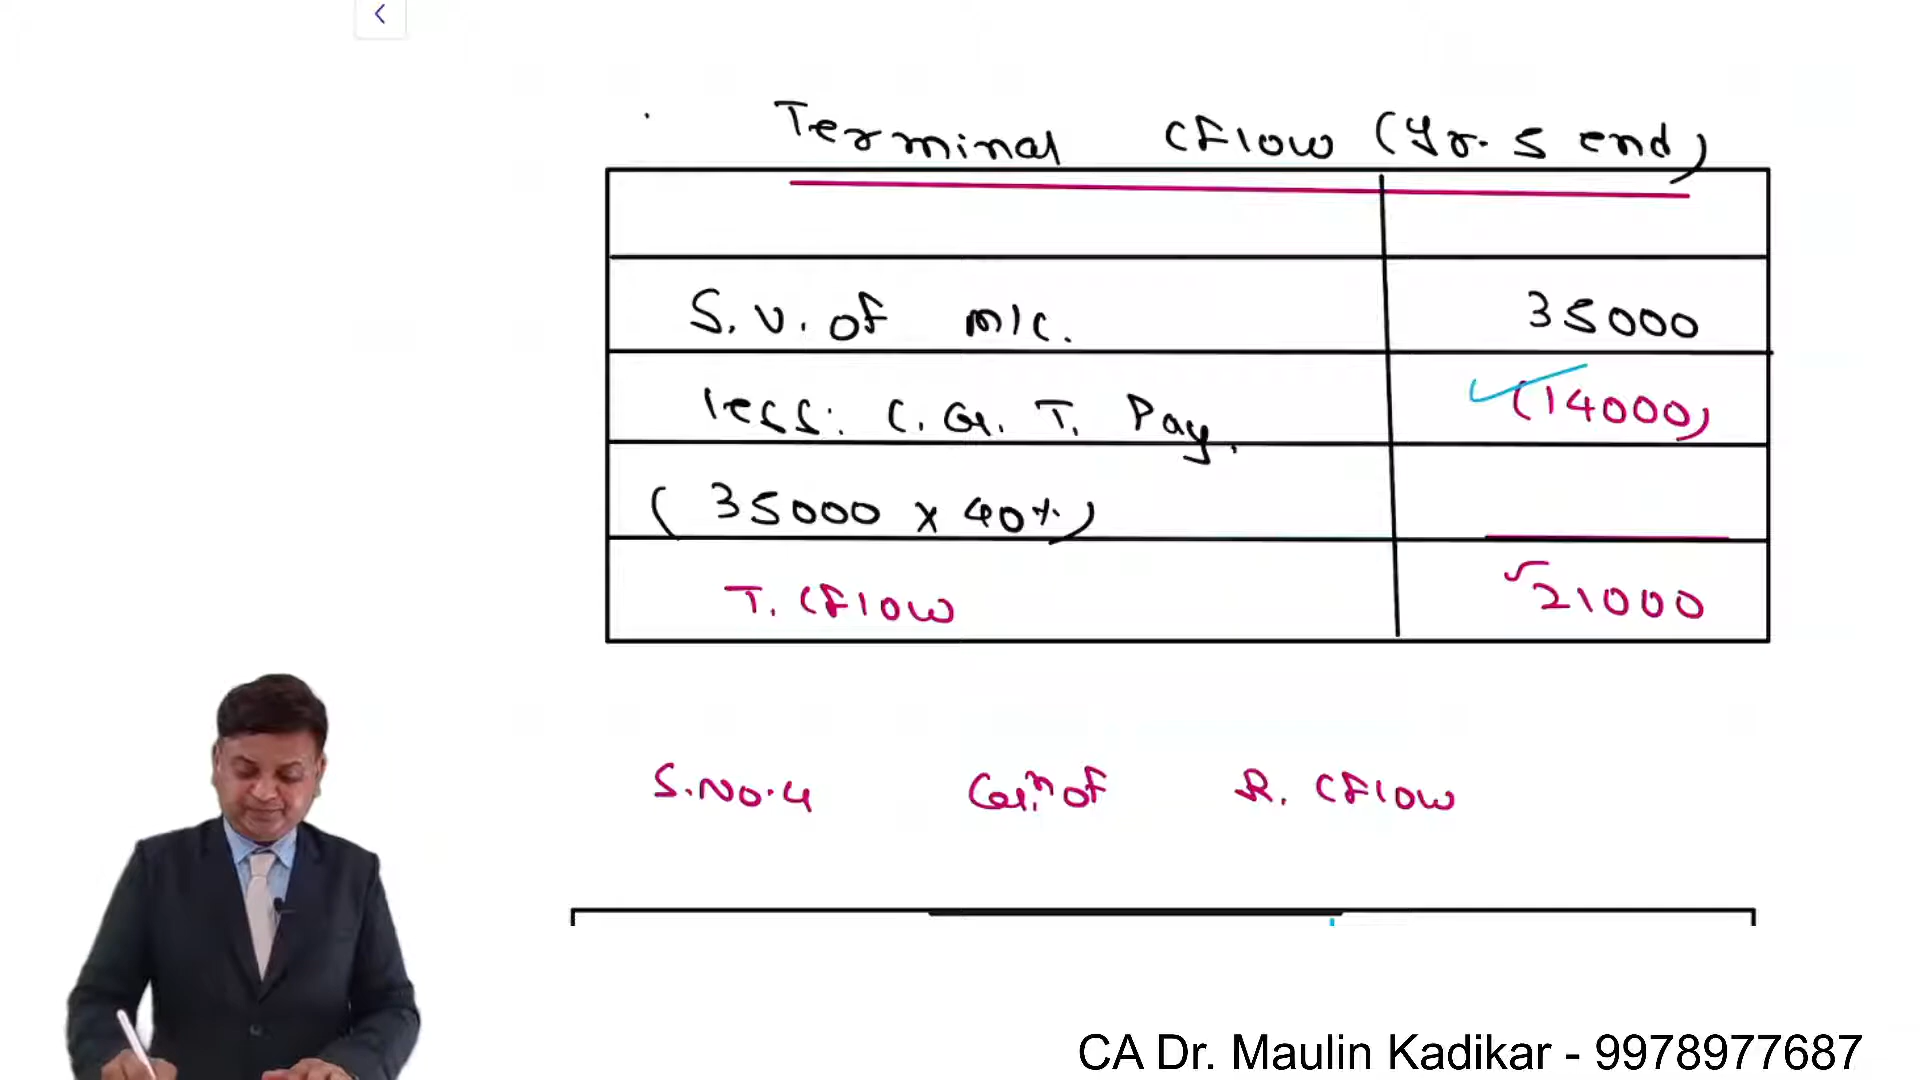 Terminal CFlow (Yr. 5 end)
S.V. of m/c. 35000
less: C.G. T. Pay. (14000)
(35000 x 40%)
T. CFlow 21000
S.No.4 of R. CFlow
CA Dr. Maulin Kadikar - 9978977687